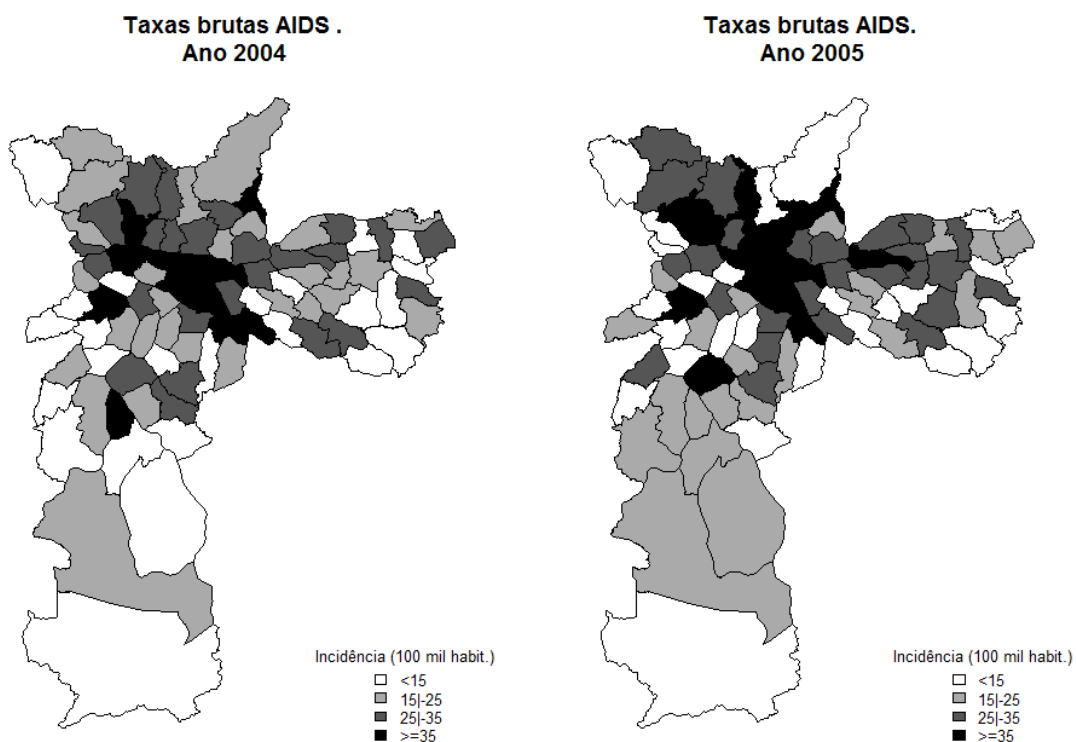 Taxas brutas AIDS .
Ano 2004
Incidência (100 mil habit.)
<15
15|-25
25|-35
>=35
Taxas brutas AIDS.
Ano 2005
Incidência (100 mil habit.)
<15
15|-25
25|-35
>=35